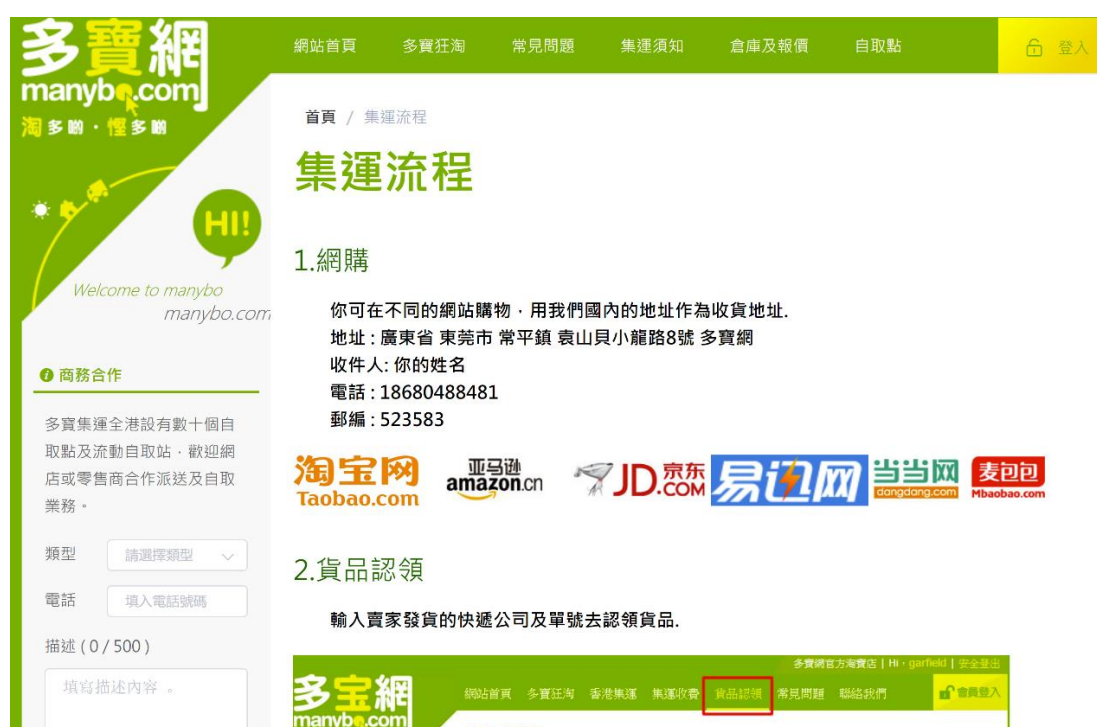 多寶網
manybo.com
淘多啲·慳多啲
網站首頁 多寶狂淘 常見問題 集運須知 倉庫及報價 自取點 登入
HI!
Welcome to manybo
manybo.com
商務合作
多寶集運全港設有數十個自
取點及流動自取站，歡迎網
店或零售商合作派送及自取
業務。
類型 請選擇類型
電話 填入電話號碼
描述 ( 0 / 500 )
填寫描述內容 。
首頁 / 集運流程
集運流程
1.網購
你可在不同的網站購物，用我們國內的地址作為收貨地址.
地址 : 廣東省 東莞市 常平鎮 袁山貝小龍路8號 多寶網
收件人: 你的姓名
電話 : 18680488481
郵編 : 523583
淘宝网
Taobao.com
亚马逊
amazon.cn
JD.京东
.COM
易迅网
当当网
dangdang.com
麦包包
Mbaobao.com
2.貨品認領
輸入賣家發貨的快遞公司及單號去認領貨品.
多寶網官方淘寶店 | Hi，garfield | 安全登出
多宝網
manybo.com
網站首頁 多寶狂淘 香港集運 集運收費 貨品認領 常見問題 聯絡我們 會員登入